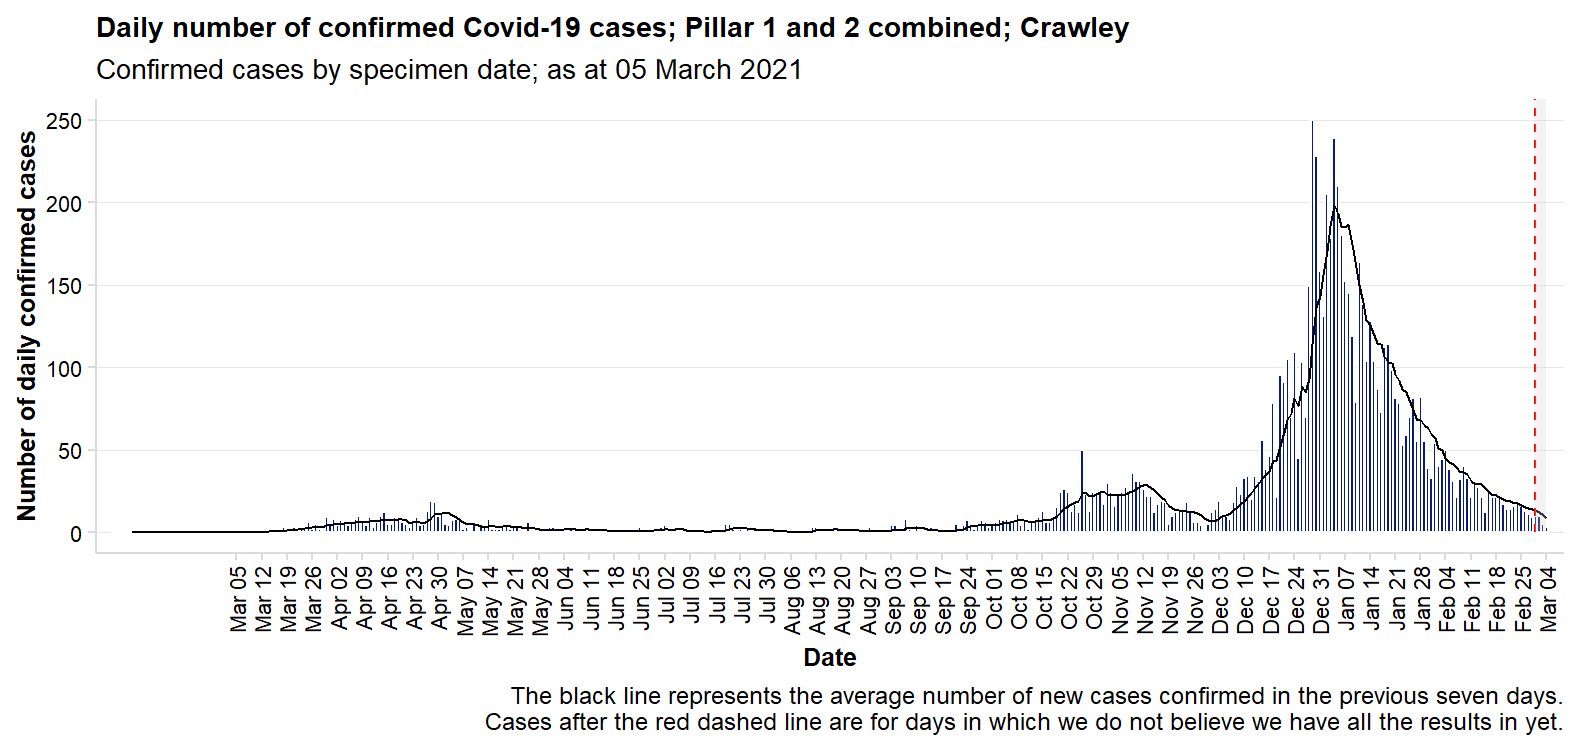 Daily number of confirmed Covid-19 cases; Pillar 1 and 2 combined; Crawley
Confirmed cases by specimen date; as at 05 March 2021
Number of daily confirmed cases
250
200
150
100
50
0
Mar 05
Mar 12
Mar 19
Mar 26
Apr 02
Apr 09
Apr 16
Apr 23
Apr 30
May 07
May 14
May 21
May 28
Jun 04
Jun 11
Jun 18
Jun 25
Jul 02
Jul 09
Jul 16
Jul 23
Jul 30
Aug 06
Aug 13
Aug 20
Aug 27
Sep 03
Sep 10
Sep 17
Sep 24
Oct 01
Oct 08
Oct 15
Oct 22
Oct 29
Nov 05
Nov 12
Nov 19
Nov 26
Dec 03
Dec 10
Dec 17
Dec 24
Dec 31
Jan 07
Jan 14
Jan 21
Jan 28
Feb 04
Feb 11
Feb 18
Feb 25
Mar 04
Date
The black line represents the average number of new cases confirmed in the previous seven days.
Cases after the red dashed line are for days in which we do not believe we have all the results in yet.